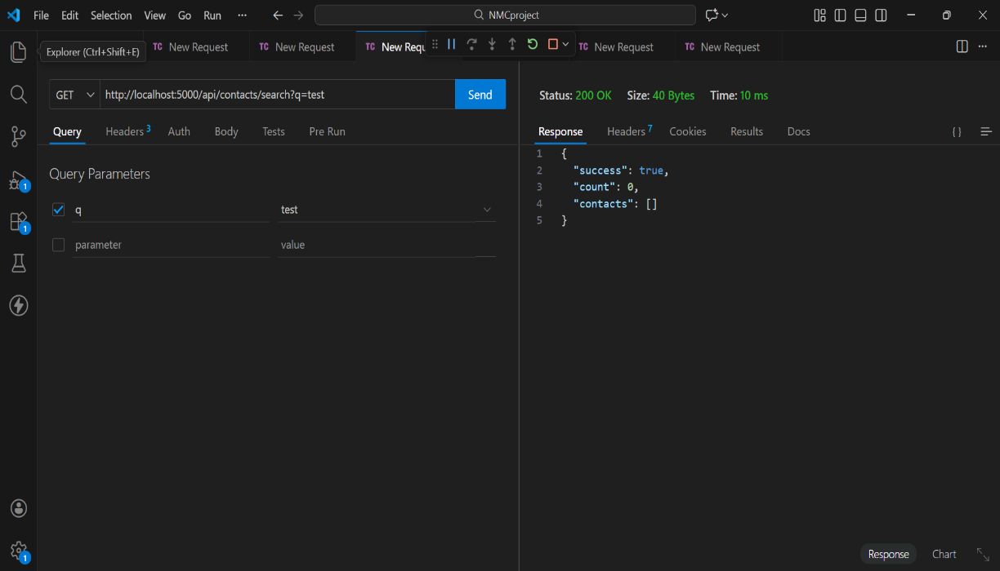 File Edit Selection View Go Run ··· NMCproject
Explorer (Ctrl+Shift+E) TC New Request TC New Request TC New Requ TC New Request TC New Request ···
GET http://localhost:5000/api/contacts/search?q=test Send
Query Headers 3 Auth Body Tests Pre Run
Query Parameters
q test
parameter value
Status: 200 OK Size: 40 Bytes Time: 10 ms
Response Headers 7 Cookies Results Docs { }
1 {
2 "success": true,
3 "count": 0,
4 "contacts": []
5 }
1
1
1
Response Chart